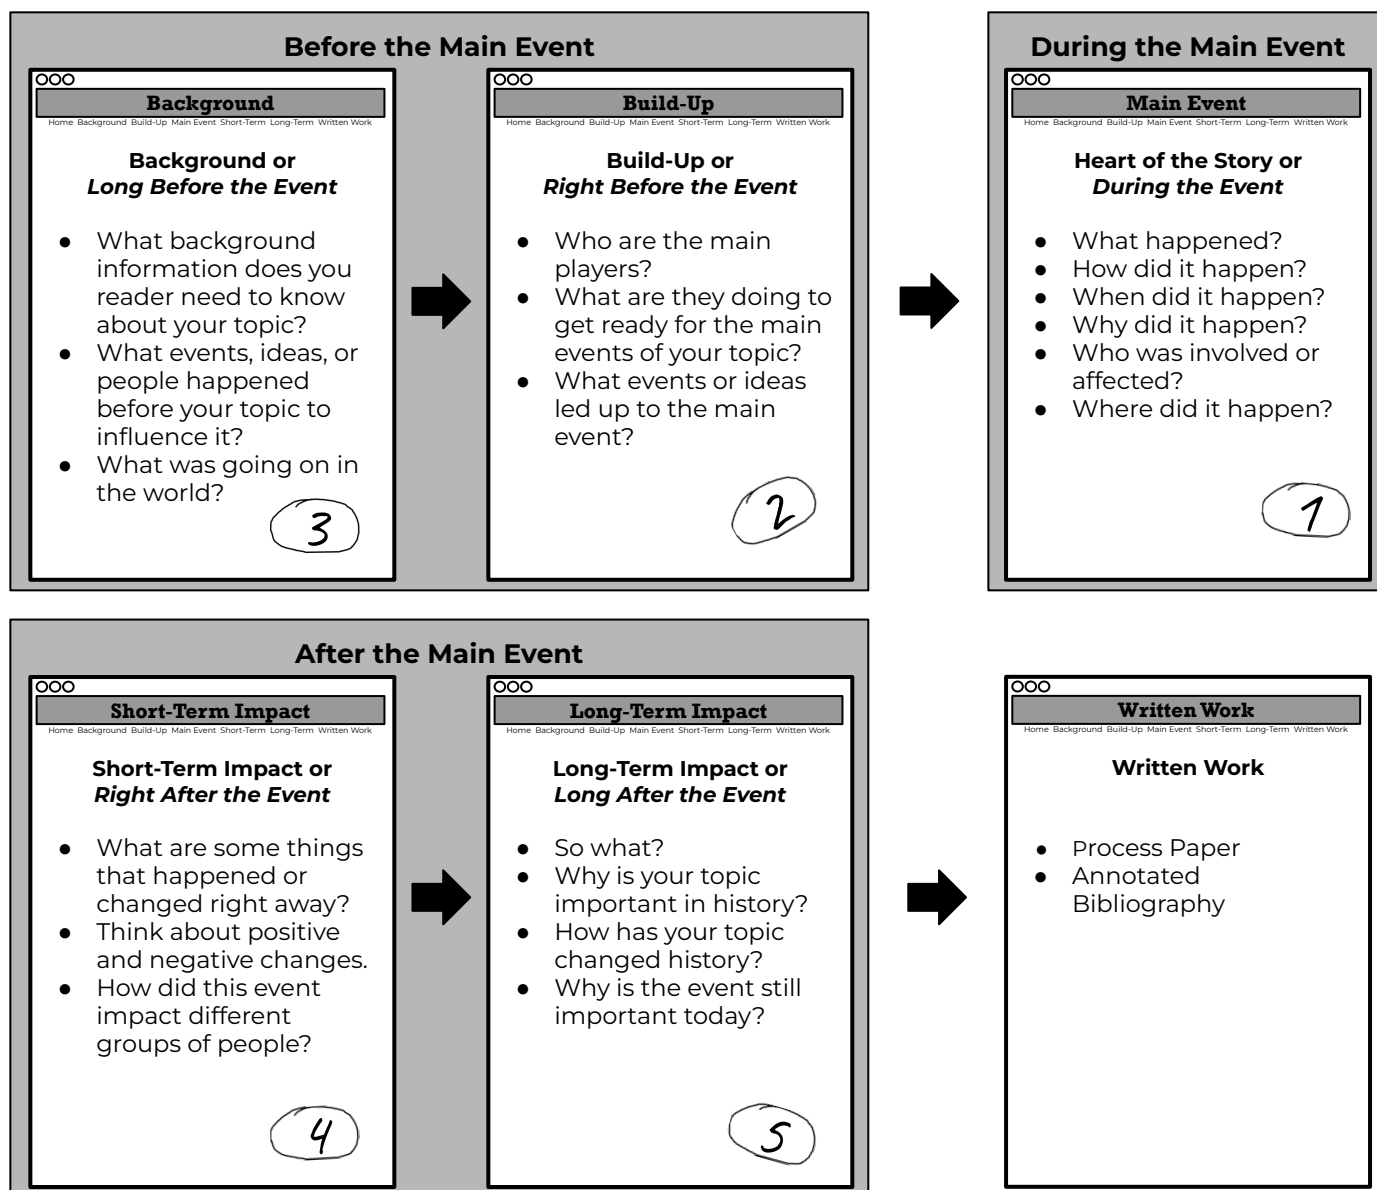 Before the Main Event
Background
Home Background Build-Up Main Event Short-Term Long-Term Written Work
Background or
Long Before the Event
● What background
information does you
reader need to know
about your topic?
● What events, ideas, or
people happened
before your topic to
influence it?
● What was going on in
the world?
3
Build-Up
Home Background Build-Up Main Event Short-Term Long-Term Written Work
Build-Up or
Right Before the Event
● Who are the main
players?
● What are they doing to
get ready for the main
events of your topic?
● What events or ideas
led up to the main
event?
2
During the Main Event
Main Event
Home Background Build-Up Main Event Short-Term Long-Term Written Work
Heart of the Story or
During the Event
● What happened?
● How did it happen?
● When did it happen?
● Why did it happen?
● Who was involved or
affected?
● Where did it happen?
1
After the Main Event
Short-Term Impact
Home Background Build-Up Main Event Short-Term Long-Term Written Work
Short-Term Impact or
Right After the Event
● What are some things
that happened or
changed right away?
● Think about positive
and negative changes.
● How did this event
impact different
groups of people?
4
Long-Term Impact
Home Background Build-Up Main Event Short-Term Long-Term Written Work
Long-Term Impact or
Long After the Event
● So what?
● Why is your topic
important in history?
● How has your topic
changed history?
● Why is the event still
important today?
5
Written Work
Home Background Build-Up Main Event Short-Term Long-Term Written Work
Written Work
● Process Paper
● Annotated
Bibliography